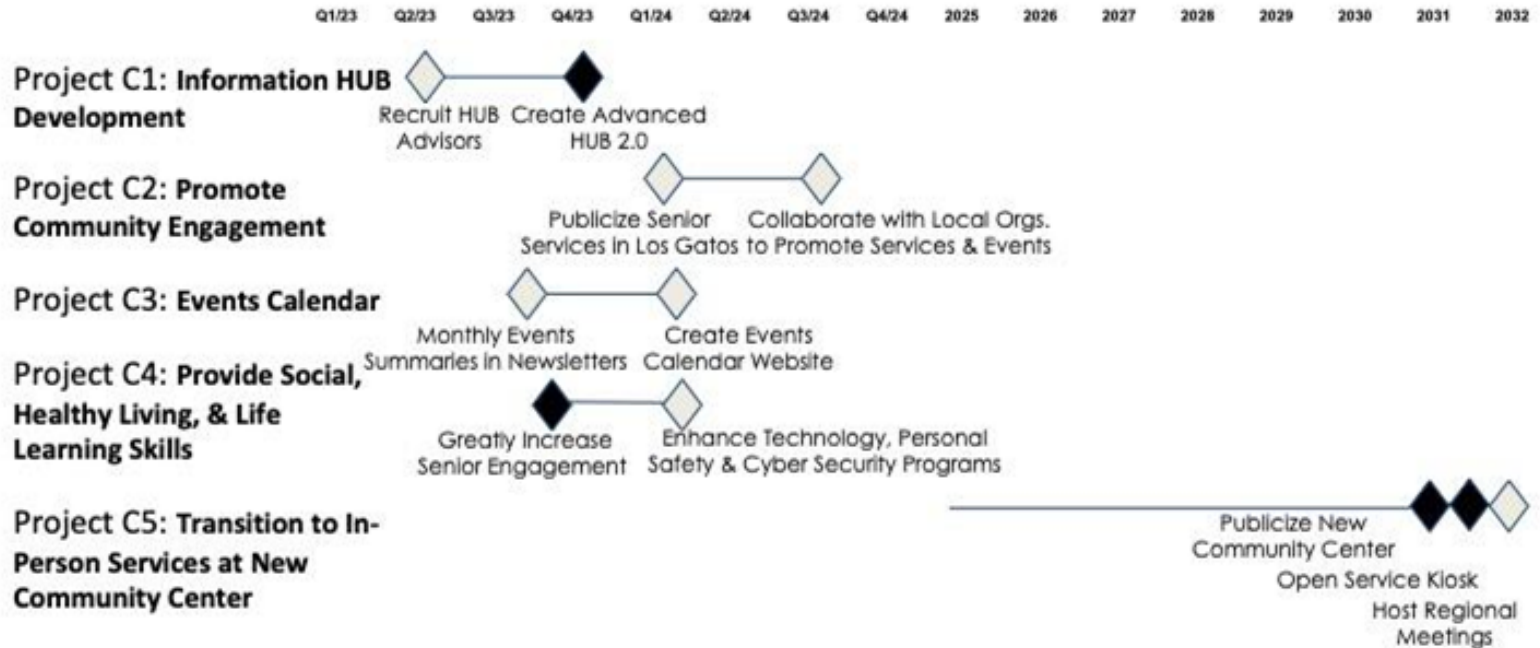 Q1/23 Q2/23 Q3/23 Q4/23 Q1/24 Q2/24 Q3/24 Q4/24 2025 2026 2027 2028 2029 2030 2031 2032
Project C1: Information HUB
Development
Recruit HUB
Advisors
Create Advanced
HUB 2.0
Project C2: Promote
Community Engagement
Publicize Senior
Services in Los Gatos
Collaborate with Local Orgs.
to Promote Services & Events
Project C3: Events Calendar
Monthly Events
Summaries in Newsletters
Create Events
Calendar Website
Project C4: Provide Social,
Healthy Living, & Life
Learning Skills
Greatly Increase
Senior Engagement
Enhance Technology, Personal
Safety & Cyber Security Programs
Project C5: Transition to In-
Person Services at New
Community Center
Publicize New
Community Center
Open Service Kiosk
Host Regional
Meetings